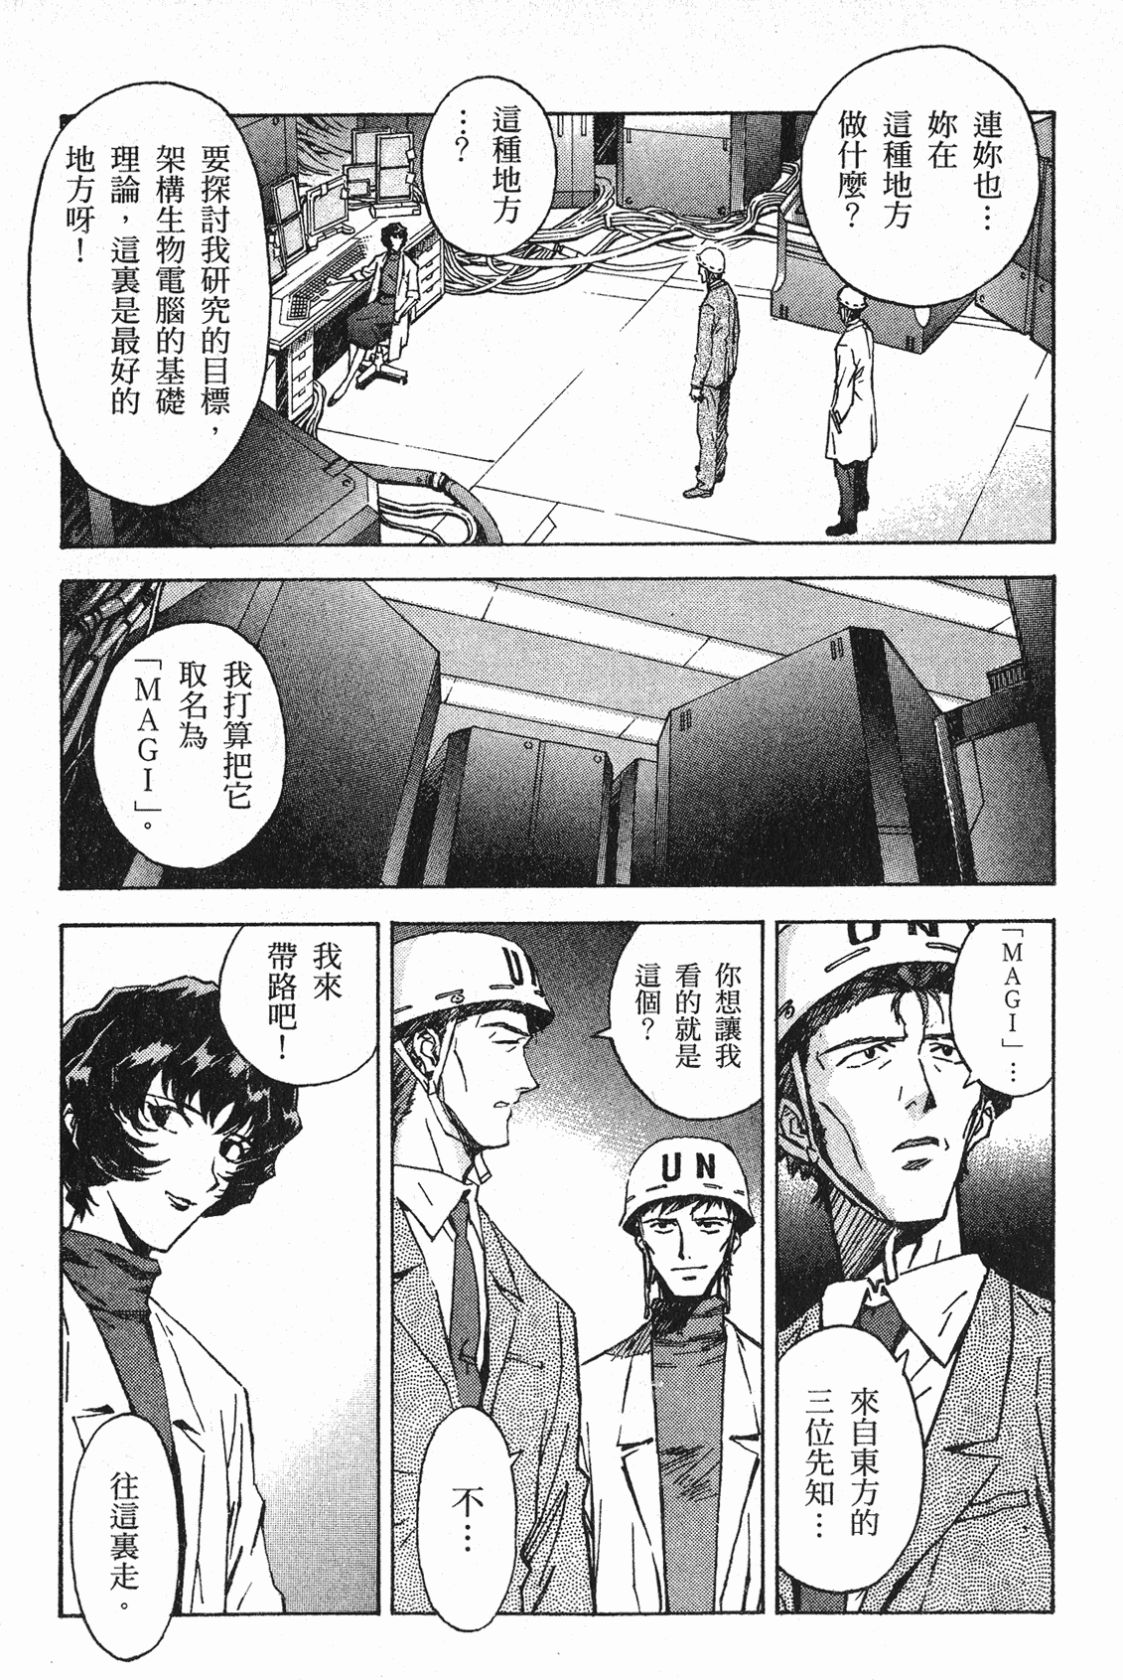 連妳也…
妳在
這種地方
做什麼？
這種地方
…？
要探討我研究的目標，
架構生物電腦的基礎
理論，這裏是最好的
地方呀！
我打算把它
取名為
「MAGI」。
UN
「MAGI」…
來自東方的
三位先知…
你想讓我
看的就是
這個？
UN
UN
不…
我來
帶路吧！
往這裏走。